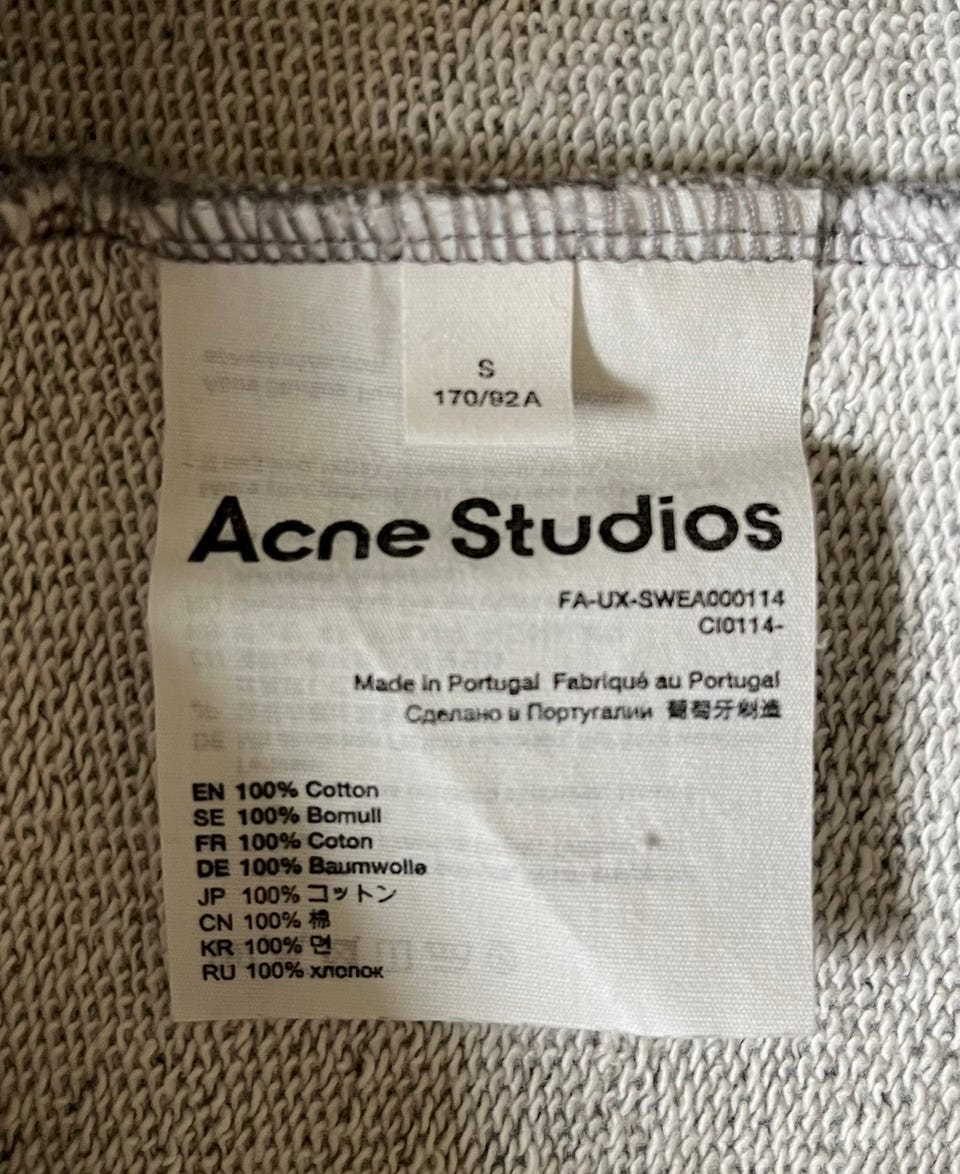 S
170/92A
Acne Studios
FA-UX-SWEA000114
CI0114-
Made in Portugal Fabriqué au Portugal
Сделано в Португалии 葡萄牙制造
EN 100% Cotton
SE 100% Bomull
FR 100% Coton
DE 100% Baumwolle
JP 100% コットン
CN 100% 棉
KR 100% 면
RU 100% хлопок